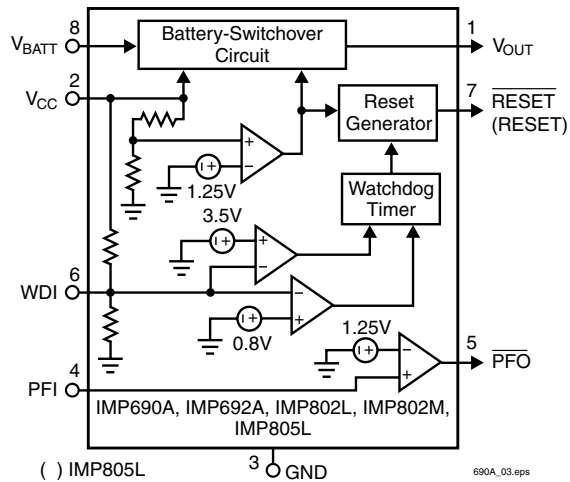 8
VBATT
Battery-Switchover
Circuit
1
VOUT
2
VCC
Reset
Generator
7
RESET
(RESET)
+
−
1.25V
Watchdog
Timer
3.5V
+
−
6
WDI
−
+
0.8V
1.25V
−
+
5
PFO
4
PFI
IMP690A, IMP692A, IMP802L, IMP802M,
IMP805L
3
GND
( ) IMP805L
690A_03.eps